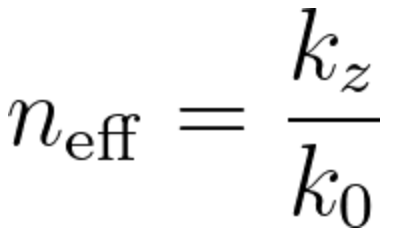 n_eff = k_z / k_0